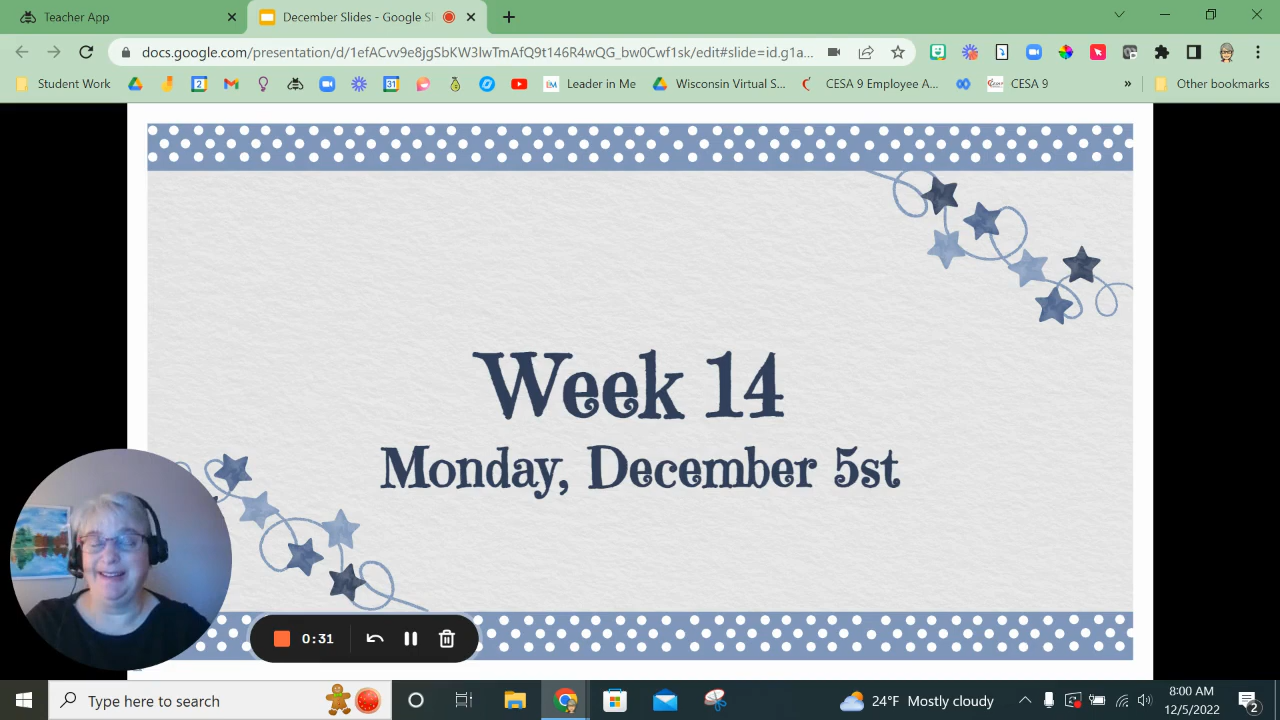 Teacher App
December Slides - Google Sl
docs.google.com/presentation/d/1efACvv9e8jgSbKW3lwTmAfQ9t146R4wQG_bw0Cwf1sk/edit#slide=id.g1a...
Student Work
Leader in Me
Wisconsin Virtual S...
CESA 9 Employee A...
CESA 9
»
Other bookmarks
Week 14
Monday, December 5st
0:31
Type here to search
24°F Mostly cloudy
8:00 AM
12/5/2022
2